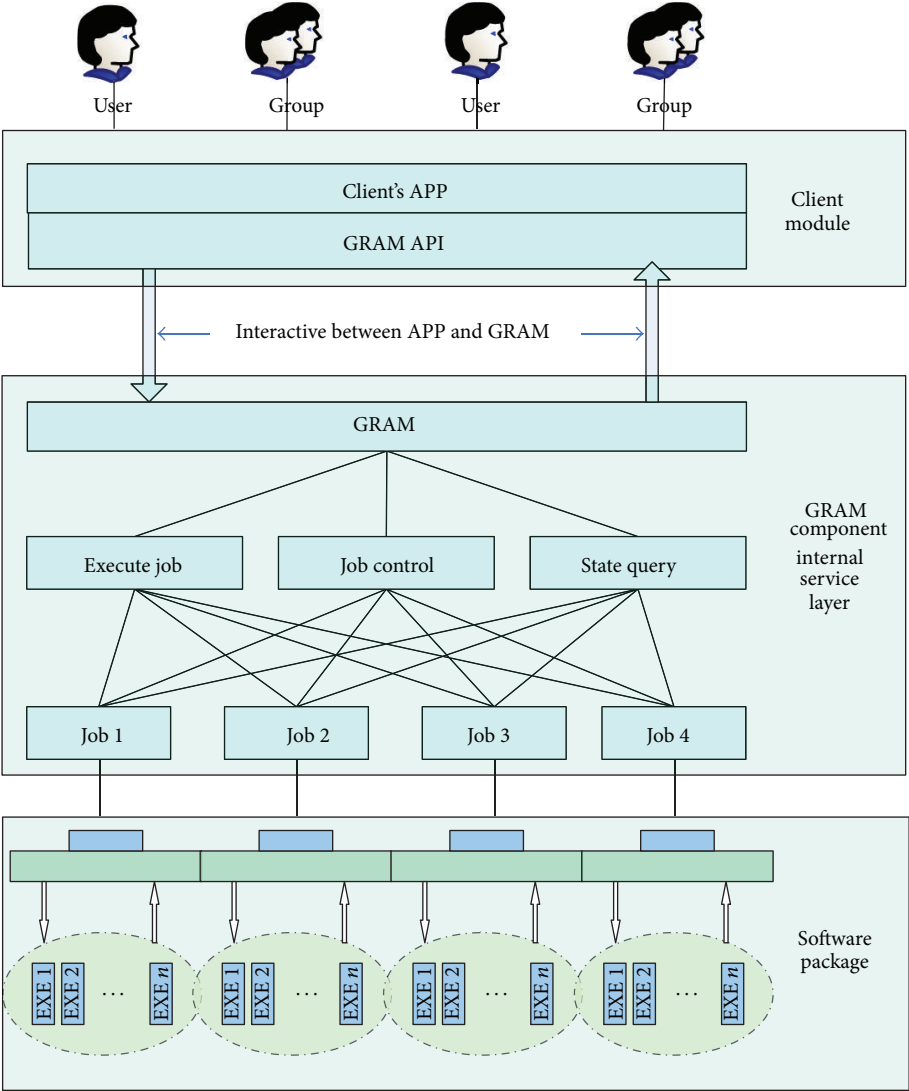 User
Group
User
Group
Client's APP
GRAM API
Client
module
Interactive between APP and GRAM
GRAM
Execute job
Job control
State query
GRAM
component
internal
service
layer
Job 1
Job 2
Job 3
Job 4
EXE 1
EXE 2
...
EXE n
EXE 1
EXE 2
...
EXE n
EXE 1
EXE 2
...
EXE n
EXE 1
EXE 2
...
EXE n
Software
package